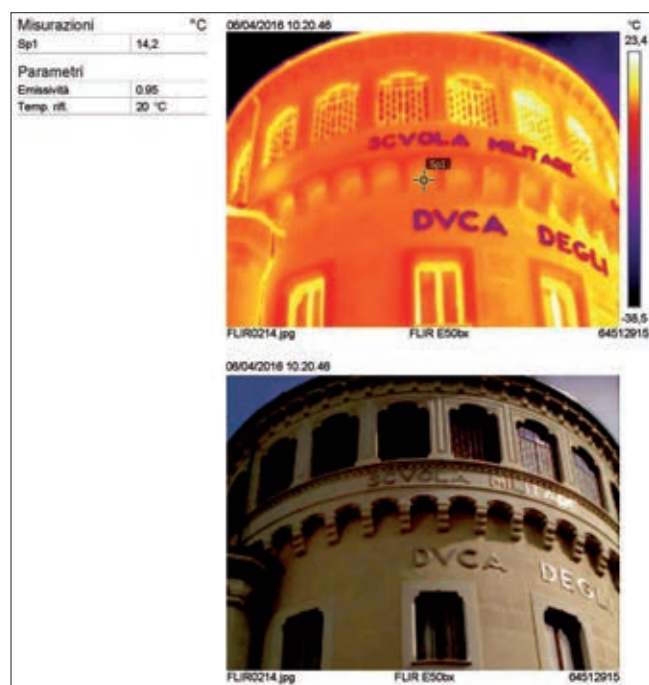 Misurazioni °C
Sp1 14,2
Parametri
Emissività 0.95
Temp. rifl. 20 °C
06/04/2016 10.20.46
°C
23,4
SCVOLA MILITARE
Sp1
DVCA DEGLI
-38,5
FLIR0214.jpg FLIR E50bx 64512915
06/04/2016 10.20.46
SCVOLA MILITARE
DVCA DEGLI
FLIR0214.jpg FLIR E50bx 64512915